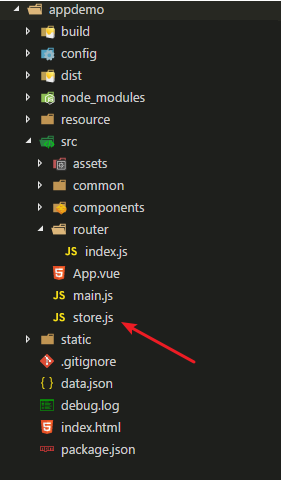 appdemo
build
config
dist
node_modules
resource
src
assets
common
components
router
JS index.js
App.vue
JS main.js
JS store.js
static
.gitignore
{ } data.json
debug.log
index.html
package.json